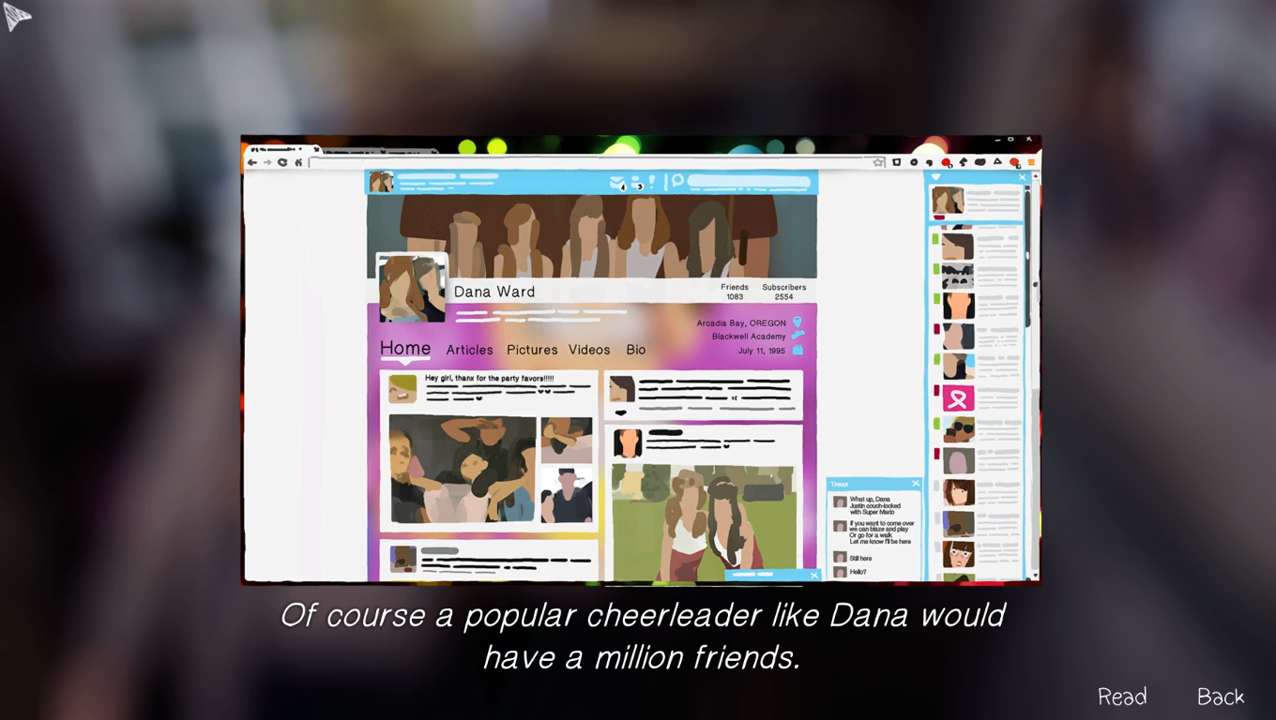 Dana Ward
Friends
1083
Subscribers
2554
Arcadia Bay, OREGON
Blackwell Academy
July 11, 1995
Home
Articles
Pictures
Videos
Bio
Hey girl, thanx for the party favors!!!!!
4
3
Trevor
What up, Dana
Justin couch-locked
with Super Mario
If you want to come over
we can blaze and play
Or go for a walk
Let me know I'll be here
Still here
Hello?
Of course a popular cheerleader like Dana would
have a million friends.
Read
Back